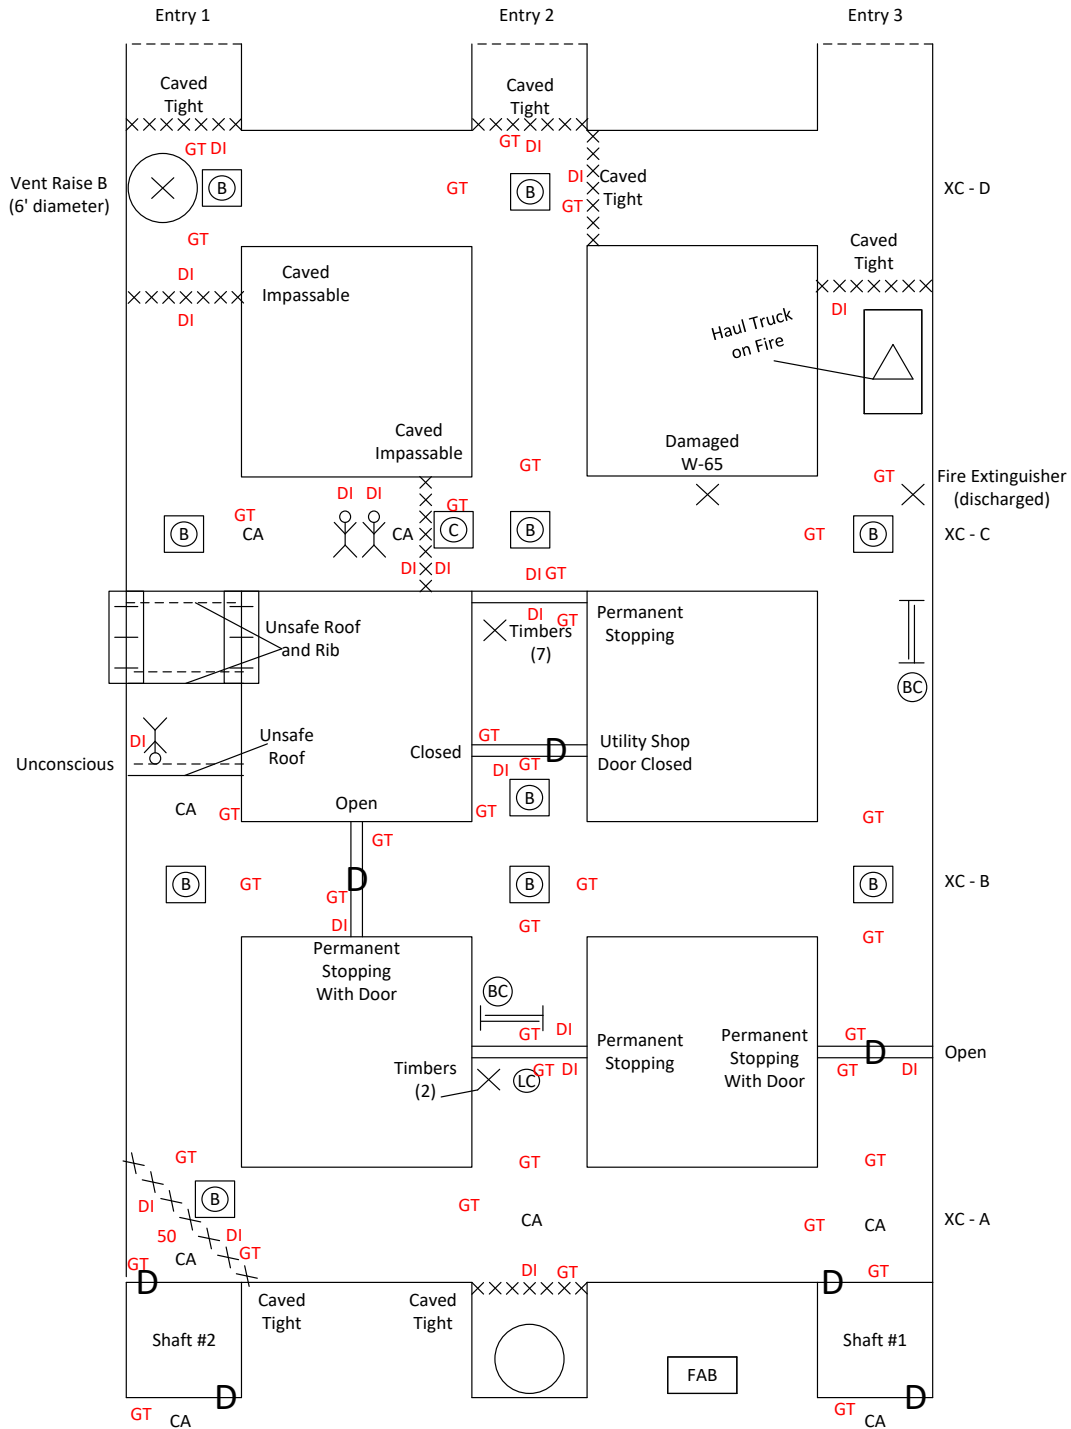 Entry 1
Entry 2
Entry 3
Caved
Tight
Caved
Tight
GT DI
GT DI
Vent Raise B
(6' diameter)
B
GT
B
DI
GT
Caved
Tight
XC - D
GT
Caved
Tight
DI
DI
Caved
Impassable
DI
Haul Truck
on Fire
Caved
Impassable
Damaged
W-65
GT
GT
Fire Extinguisher
(discharged)
DI
DI
GT
GT
B
CA
CA
C
B
GT
B
XC - C
DI
DI
DI GT
DI
GT
Timbers
(7)
Permanent
Stopping
Unsafe Roof
and Rib
BC
DI
Unconscious
Unsafe
Roof
Closed
GT
D
GT
DI
Utility Shop
Door Closed
B
CA
GT
Open
GT
GT
GT
B
GT
D
GT
DI
B
GT
B
XC - B
GT
GT
Permanent
Stopping
With Door
BC
GT
DI
Permanent
Stopping
Permanent
Stopping
With Door
GT
D
GT
DI
Open
Timbers
(2)
LC
GT
DI
GT
GT
GT
B
DI
50
DI
GT
CA
GT
GT
CA
GT
CA
XC - A
D
DI
GT
D
GT
Caved
Tight
Caved
Tight
Shaft #2
Shaft #1
FAB
D
D
GT
CA
GT
CA